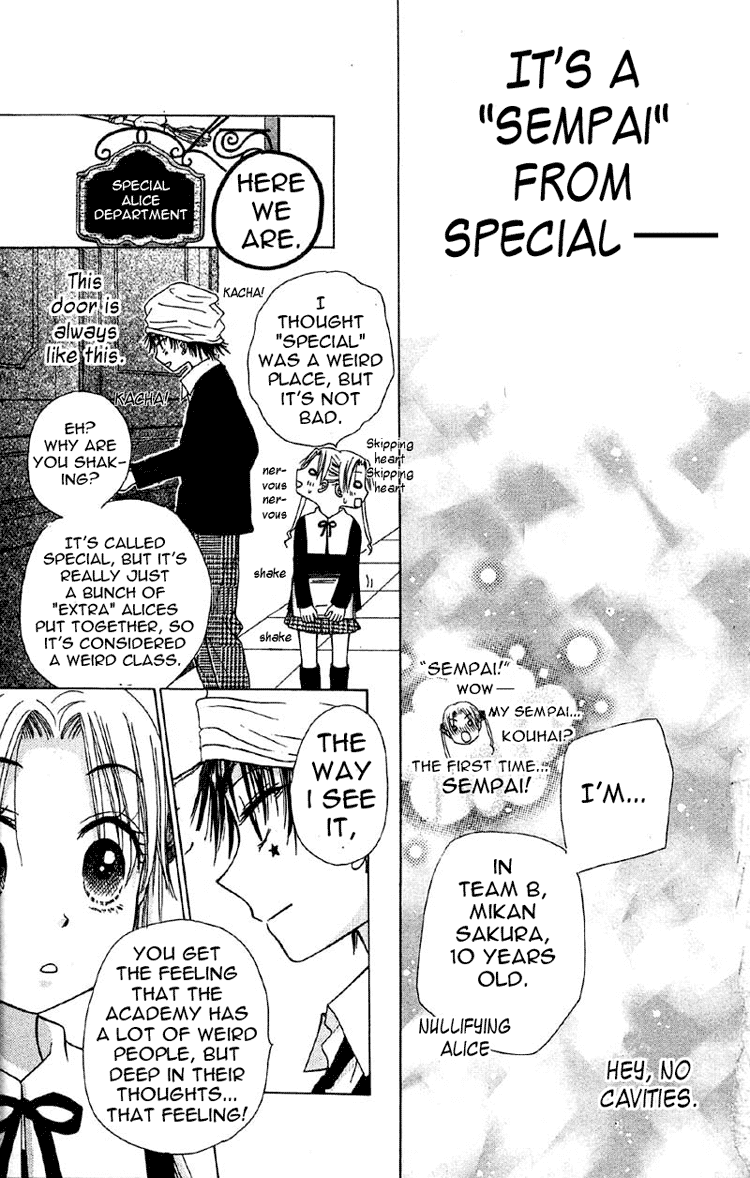 IT'S A
"SEMPAI"
FROM
SPECIAL —
"SEMPAI!"
WOW —
MY SEMPAI...
KOUHAI?
THE FIRST TIME...
SEMPAI!
I'M...
IN
TEAM B,
MIKAN
SAKURA,
10 YEARS
OLD.
NULLIFYING
ALICE
HEY, NO
CAVITIES.
HERE
WE
ARE.
SPECIAL
ALICE
DEPARTMENT
KACHA!
This
door is
always
like this.
KACHA!
I
THOUGHT
"SPECIAL"
WAS A WEIRD
PLACE, BUT
IT'S NOT
BAD.
Skipping
heart
Skipping
heart
ner-
vous
ner-
vous
shake
shake
EH?
WHY ARE
YOU SHAK-
ING?
IT'S CALLED
SPECIAL, BUT IT'S
REALLY JUST
A BUNCH OF
"EXTRA" ALICES
PUT TOGETHER, SO
IT'S CONSIDERED
A WEIRD CLASS.
THE
WAY
I SEE
IT,
YOU GET
THE FEELING
THAT THE
ACADEMY HAS
A LOT OF WEIRD
PEOPLE, BUT
DEEP IN THEIR
THOUGHTS...
THAT FEELING!